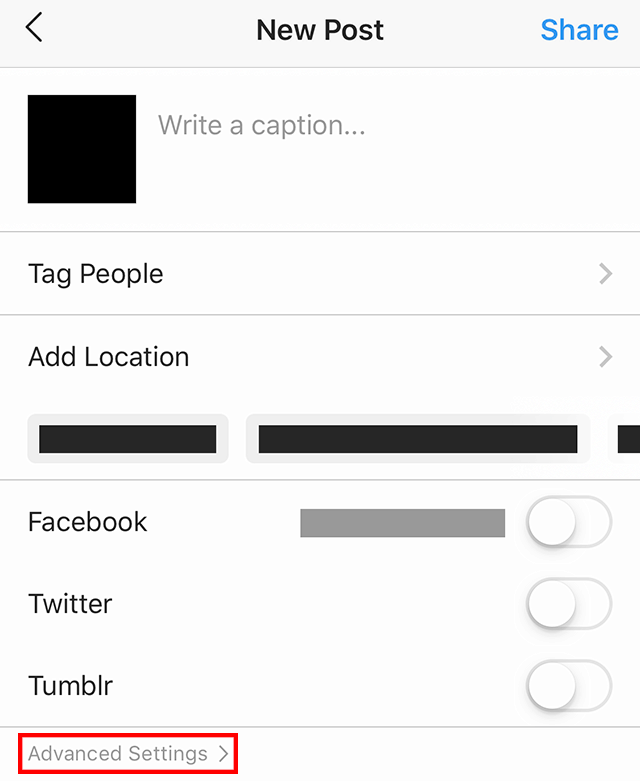 New Post
Share
Write a caption...
Tag People
Add Location
Facebook
Twitter
Tumblr
Advanced Settings